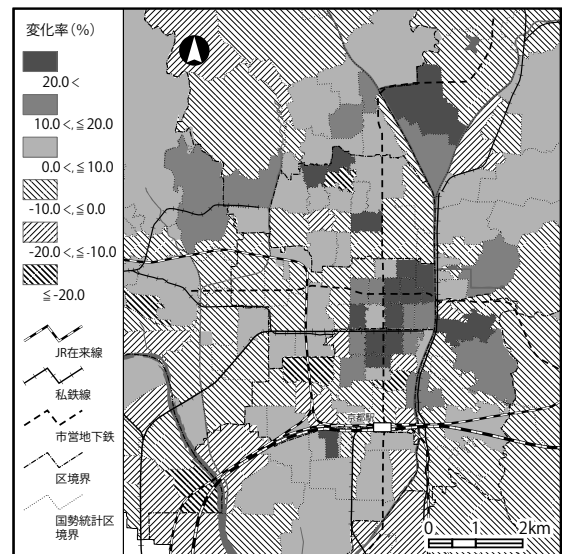 変化率(%)
20.0<
10.0<,≦20.0
0.0<,≦10.0
-10.0<,≦0.0
-20.0<,≦-10.0
≦-20.0
JR在来線
私鉄線
市営地下鉄
区境界
国勢統計区
境界
京都駅
0 1 2km